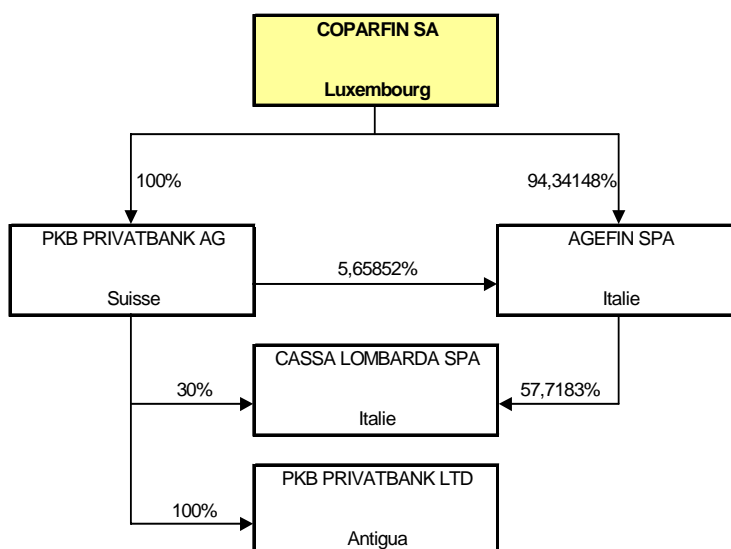 COPARFIN SA
Luxembourg
100%
94,34148%
PKB PRIVATBANK AG
Suisse
5,65852%
AGEFIN SPA
Italie
CASSA LOMBARDA SPA
Italie
30%
57,7183%
PKB PRIVATBANK LTD
Antigua
100%